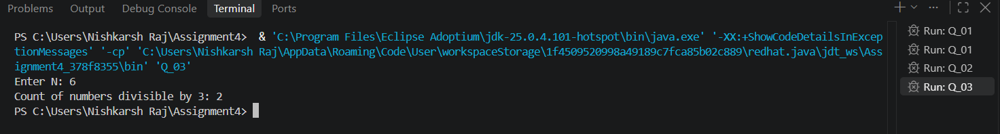 Problems Output Debug Console Terminal Ports
PS C:\Users\Nishkarsh Raj\Assignment4>  & 'C:\Program Files\Eclipse Adoptium\jdk-25.0.4.101-hotspot\bin\java.exe' '-XX:+ShowCodeDetailsInExcep
tionMessages' '-cp' 'C:\Users\Nishkarsh Raj\AppData\Roaming\Code\User\workspaceStorage\1f4509520998a49189c7fca85b02c889\redhat.java\jdt_ws\Ass
ignment4_378f8355\bin' 'Q_03'
Enter N: 6
Count of numbers divisible by 3: 2
PS C:\Users\Nishkarsh Raj\Assignment4>
Run: Q_01
Run: Q_01
Run: Q_02
Run: Q_03